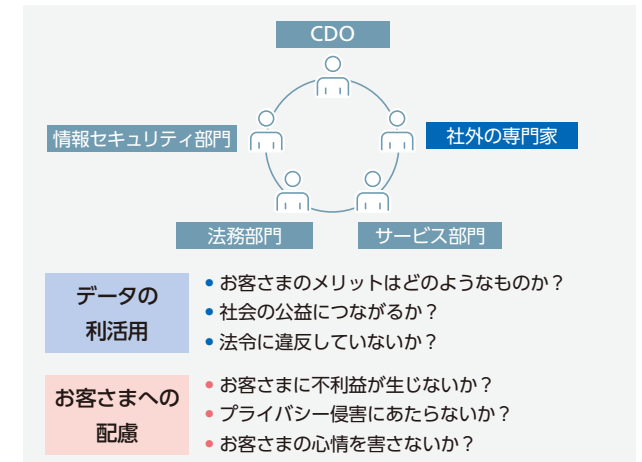 CDO
情報セキュリティ部門
社外の専門家
法務部門
サービス部門
データの
利活用
• お客さまのメリットはどのようなものか？
• 社会の公益につながるか？
• 法令に違反していないか？
お客さまへの
配慮
• お客さまに不利益が生じないか？
• プライバシー侵害にあたらないか？
• お客さまの心情を害さないか？